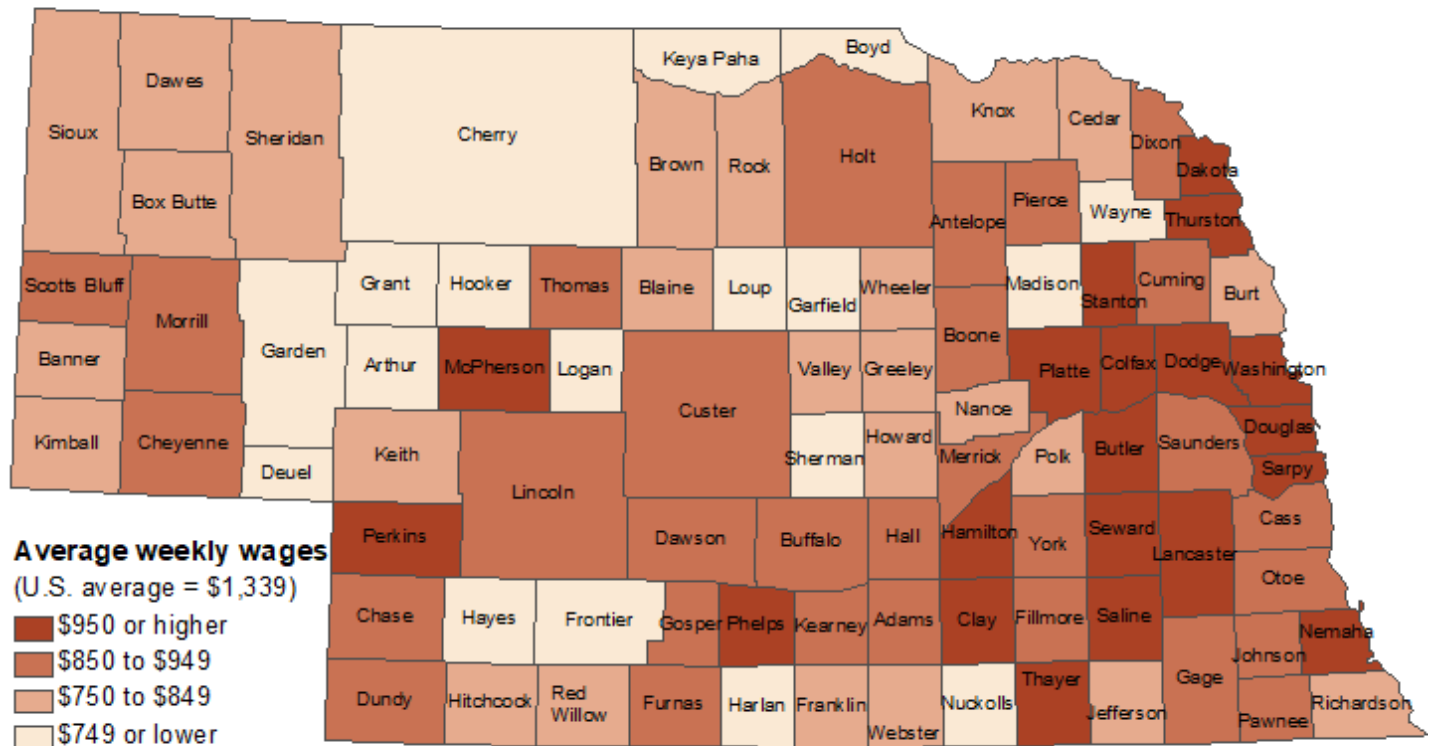 Keya Paha
Boyd
Dawes
Sioux
Sheridan
Cherry
Knox
Cedar
Dixon
Brown
Rock
Holt
Dakota
Box Butte
Antelope
Pierce
Wayne
Thurston
Scotts Bluff
Morrill
Grant
Hooker
Thomas
Blaine
Loup
Garfield
Wheeler
Madison
Stanton
Cuming
Burt
Banner
Garden
Arthur
McPherson
Logan
Valley
Greeley
Boone
Platte
Colfax
Dodge
Washington
Kimball
Cheyenne
Deuel
Keith
Lincoln
Custer
Sherman
Howard
Nance
Merrick
Polk
Butler
Saunders
Douglas
Sarpy
Perkins
Dawson
Buffalo
Hall
Hamilton
York
Seward
Lancaster
Cass
Otoe
Chase
Hayes
Frontier
Gosper
Phelps
Kearney
Adams
Clay
Fillmore
Saline
Johnson
Nemaha
Dundy
Hitchcock
Red
Willow
Furnas
Harlan
Franklin
Webster
Nuckolls
Thayer
Jefferson
Gage
Pawnee
Richardson
Average weekly wages
(U.S. average = $1,339)
$950 or higher
$850 to $949
$750 to $849
$749 or lower